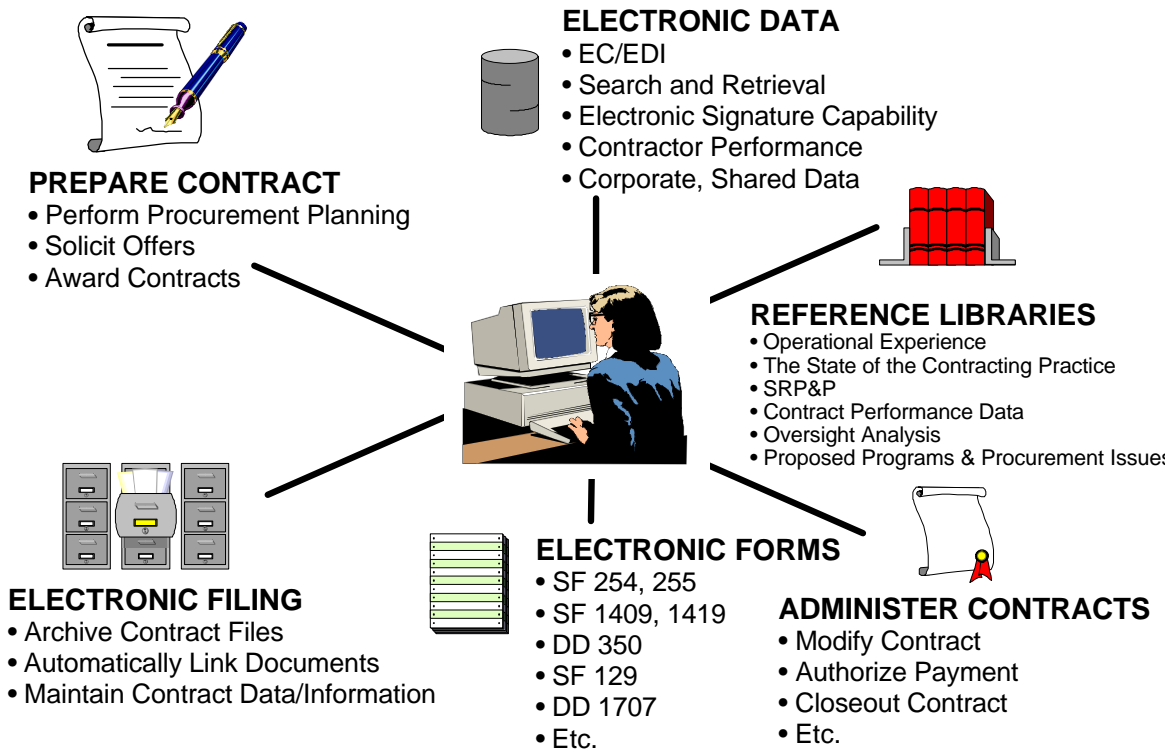 PREPARE CONTRACT
• Perform Procurement Planning
• Solicit Offers
• Award Contracts
ELECTRONIC DATA
• EC/EDI
• Search and Retrieval
• Electronic Signature Capability
• Contractor Performance
• Corporate, Shared Data
REFERENCE LIBRARIES
• Operational Experience
• The State of the Contracting Practice
• SRP&P
• Contract Performance Data
• Oversight Analysis
• Proposed Programs & Procurement Issues
ELECTRONIC FILING
• Archive Contract Files
• Automatically Link Documents
• Maintain Contract Data/Information
ELECTRONIC FORMS
• SF 254, 255
• SF 1409, 1419
• DD 350
• SF 129
• DD 1707
• Etc.
ADMINISTER CONTRACTS
• Modify Contract
• Authorize Payment
• Closeout Contract
• Etc.